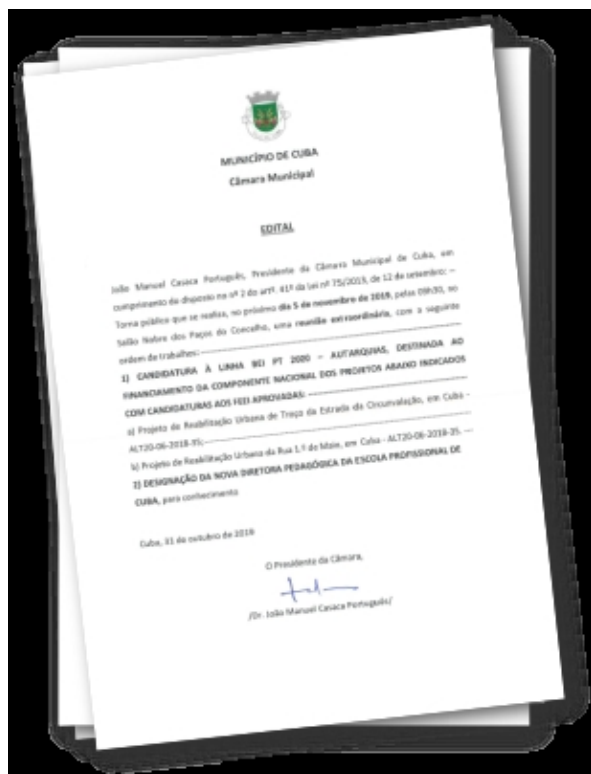 MUNICÍPIO DE CUBA
Câmara Municipal
EDITAL
João Manuel Casaca Português, Presidente da Câmara Municipal de Cuba, em
cumprimento do disposto na nº 2 do artº. 41º da Lei nº 75/2013, de 12 de setembro: --
Torna público que se realiza, no próximo dia 5 de novembro de 2019, pelas 09h30, no
Salão Nobre dos Paços do Concelho, uma reunião extraordinária, com a seguinte
ordem de trabalhos:
1) CANDIDATURA À LINHA BEI PT 2020 – AUTARQUIAS, DESTINADA AO
FINANCIAMENTO DA COMPONENTE NACIONAL DOS PROJETOS ABAIXO INDICADOS
COM CANDIDATURAS AOS FEEI APROVADAS:
a) Projeto de Reabilitação Urbana de Troço da Estrada da Circunvalação, em Cuba -
ALT20-06-2018-35;
b) Projeto de Reabilitação Urbana da Rua 1.º de Maio, em Cuba - ALT20-06-2018-35. ---
2) DESIGNAÇÃO DA NOVA DIRETORA PEDAGÓGICA DA ESCOLA PROFISSIONAL DE
CUBA, para conhecimento
Cuba, 31 de outubro de 2019
O Presidente da Câmara,
/Dr. João Manuel Casaca Português/